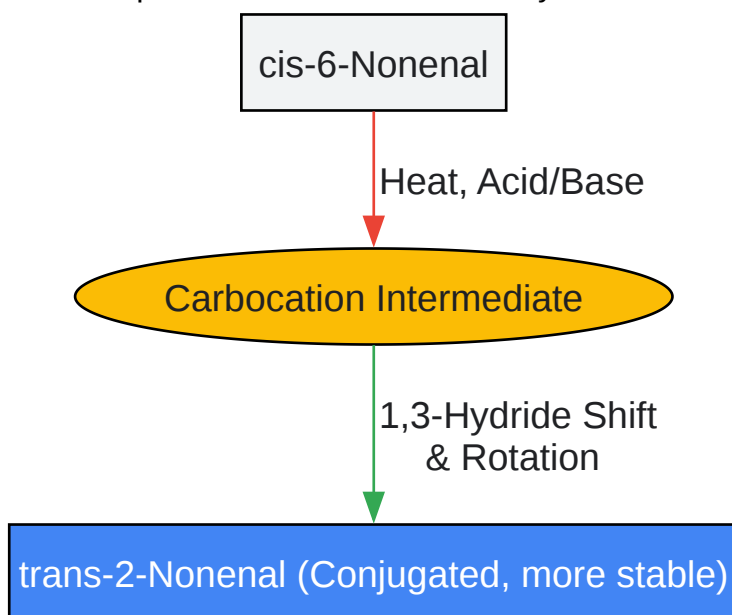 cis-6-Nonenal
Heat, Acid/Base
Carbocation Intermediate
1,3-Hydride Shift
& Rotation
trans-2-Nonenal (Conjugated, more stable)